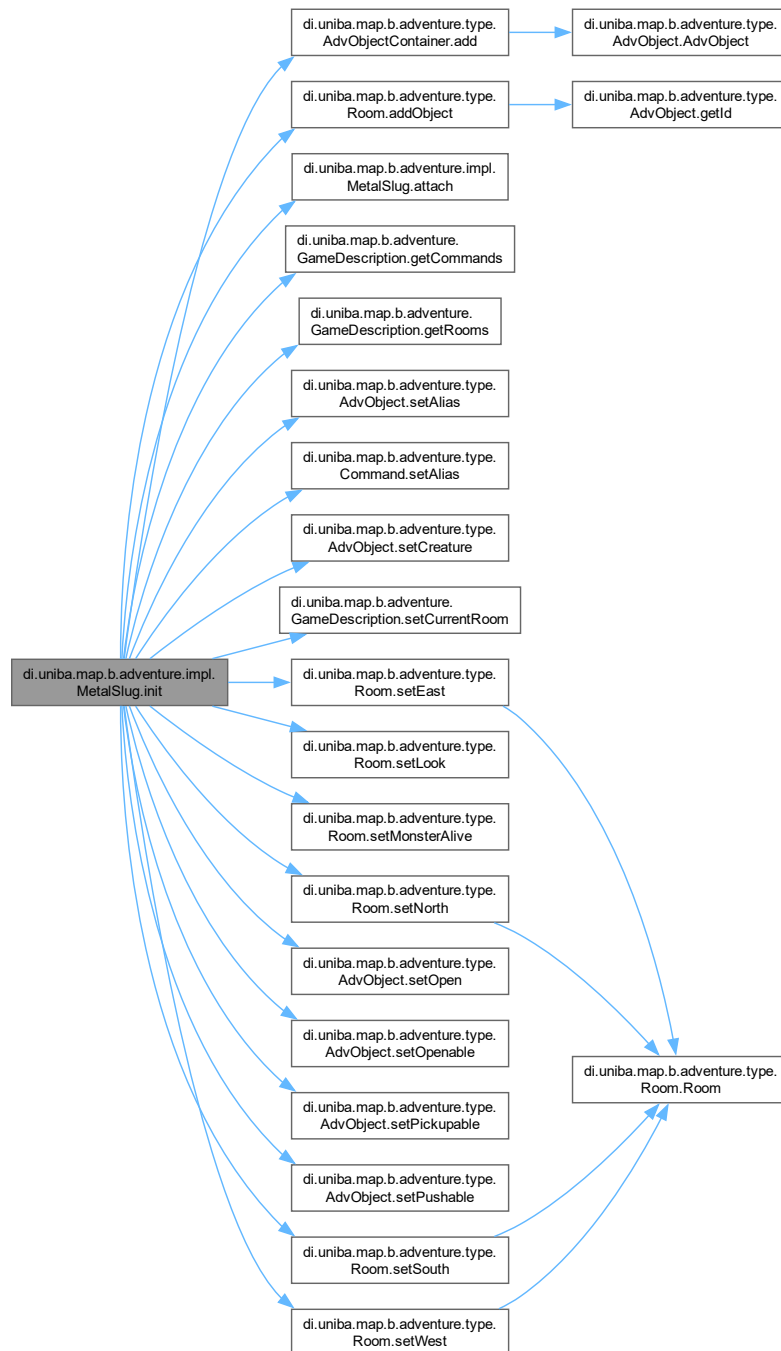 di.uniba.map.b.adventure.type.
AdvObjectContainer.add
di.uniba.map.b.adventure.type.
AdvObject.AdvObject
di.uniba.map.b.adventure.type.
Room.addObject
di.uniba.map.b.adventure.type.
AdvObject.getId
di.uniba.map.b.adventure.impl.
MetalSlug.attach
di.uniba.map.b.adventure.
GameDescription.getCommands
di.uniba.map.b.adventure.
GameDescription.getRooms
di.uniba.map.b.adventure.type.
AdvObject.setAlias
di.uniba.map.b.adventure.type.
Command.setAlias
di.uniba.map.b.adventure.type.
AdvObject.setCreature
di.uniba.map.b.adventure.
GameDescription.setCurrentRoom
di.uniba.map.b.adventure.impl.
MetalSlug.init
di.uniba.map.b.adventure.type.
Room.setEast
di.uniba.map.b.adventure.type.
Room.setLook
di.uniba.map.b.adventure.type.
Room.setMonsterAlive
di.uniba.map.b.adventure.type.
Room.setNorth
di.uniba.map.b.adventure.type.
AdvObject.setOpen
di.uniba.map.b.adventure.type.
AdvObject.setOpenable
di.uniba.map.b.adventure.type.
Room.Room
di.uniba.map.b.adventure.type.
AdvObject.setPickupable
di.uniba.map.b.adventure.type.
AdvObject.setPushable
di.uniba.map.b.adventure.type.
Room.setSouth
di.uniba.map.b.adventure.type.
Room.setWest